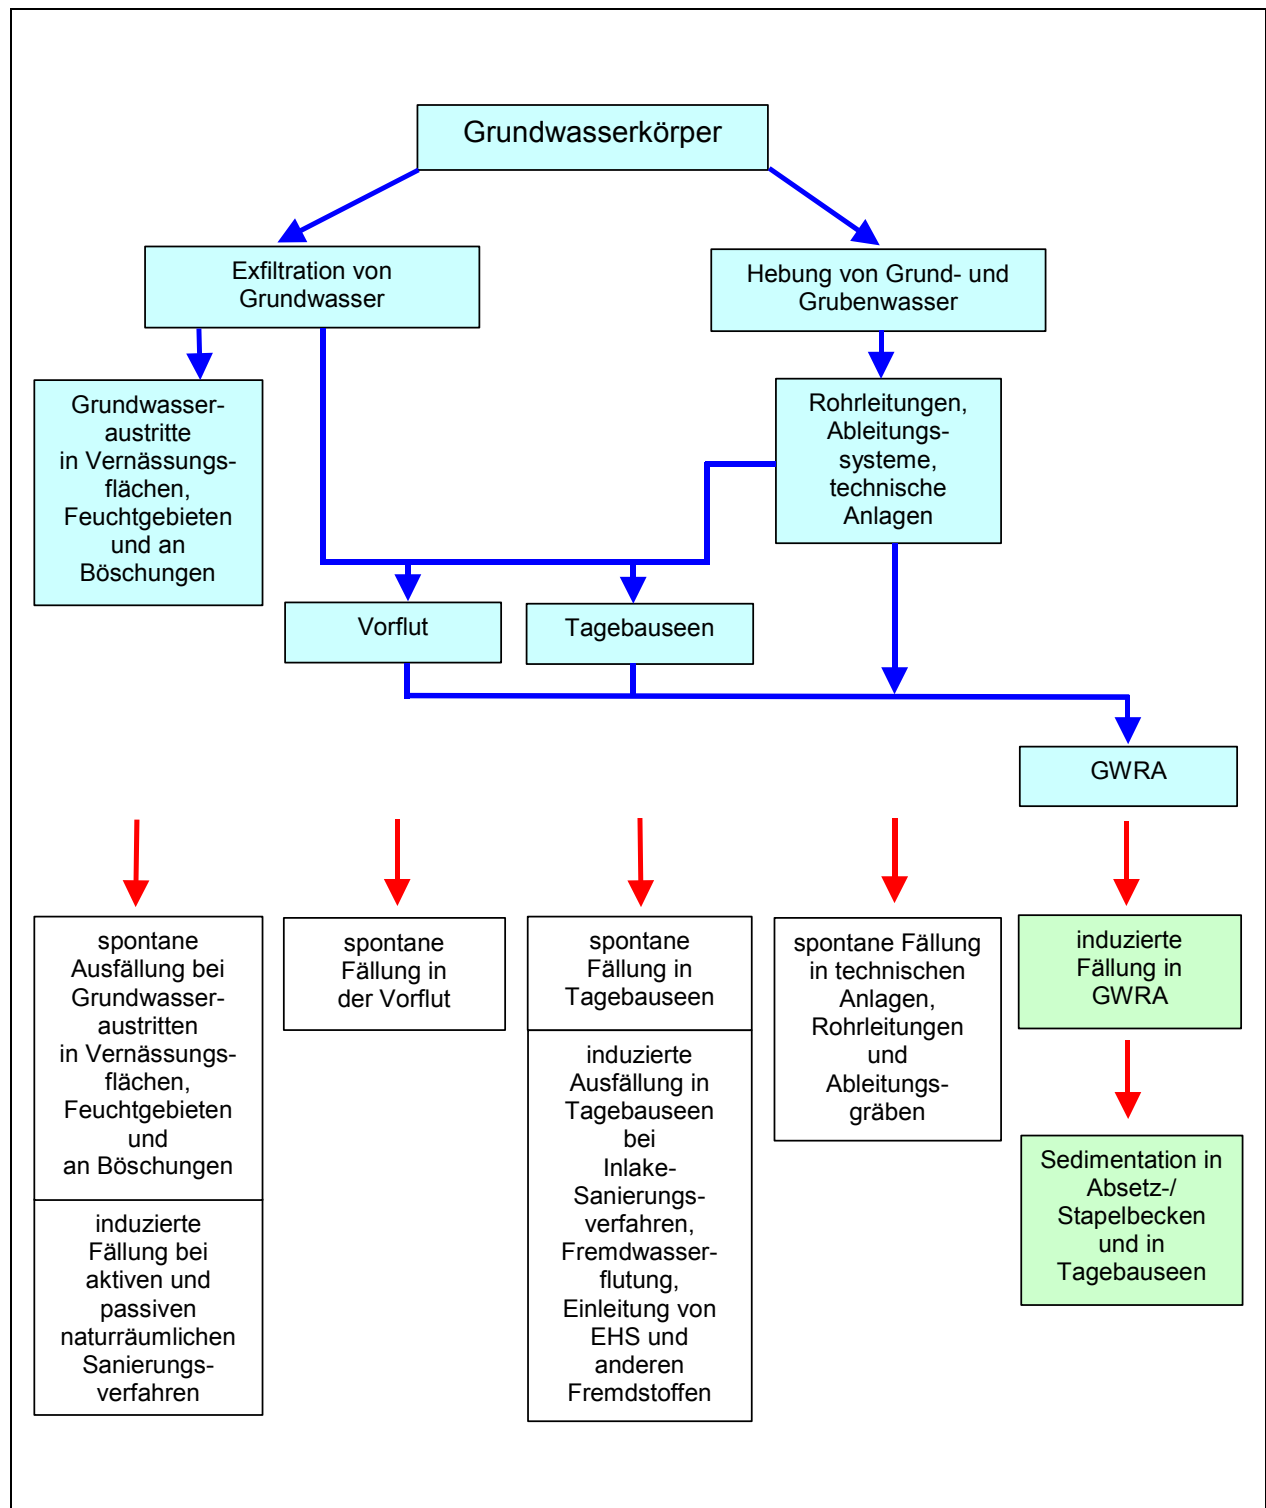 Grundwasserkörper
Exfiltration von
Grundwasser
Hebung von Grund- und
Grubenwasser
Grundwasser-
austritte
in Vernässungs-
flächen,
Feuchtgebieten
und an
Böschungen
Rohrleitungen,
Ableitungs-
systeme,
technische
Anlagen
Vorflut
Tagebauseen
GWRA
spontane
Ausfällung bei
Grundwasser-
austritten
in Vernässungs-
flächen,
Feuchtgebieten
und
an Böschungen
induzierte
Fällung bei
aktiven und
passiven
naturräumlichen
Sanierungs-
verfahren
spontane
Fällung in
der Vorflut
spontane
Fällung in
Tagebauseen
induzierte
Ausfällung in
Tagebauseen
bei
Inlake-
Sanierungs-
verfahren,
Fremdwasser-
flutung,
Einleitung von
EHS und
anderen
Fremdstoffen
spontane Fällung
in technischen
Anlagen,
Rohrleitungen
und
Ableitungs-
gräben
induzierte
Fällung in
GWRA
Sedimentation in
Absetz-/
Stapelbecken
und in
Tagebauseen